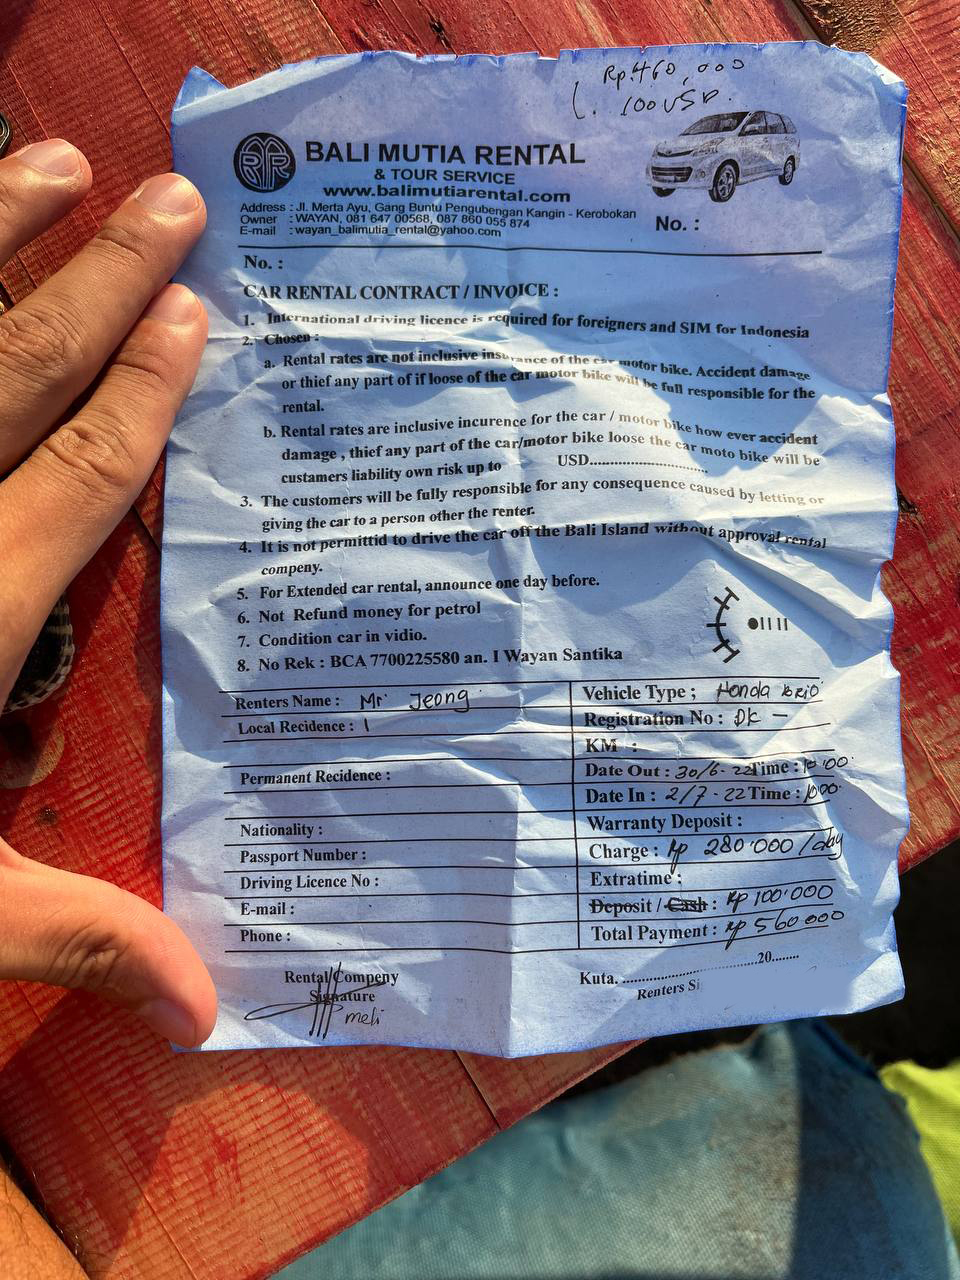 Rp.460,000
100 USD.
BALI MUTIA RENTAL
& TOUR SERVICE
www.balimutiarental.com
Address : Jl. Merta Ayu, Gang Buntu Pengubengan Kangin - Kerobokan
Owner : WAYAN, 081 647 00568, 087 860 055 874
E-mail : wayan_balimutia_rental@yahoo.com
No. :
No. :
CAR RENTAL CONTRACT / INVOICE :
1. International driving licence is required for foreigners and SIM for Indonesia
2. Chosen :
a. Rental rates are not inclusive insurance of the car motor bike. Accident damage
or thief any part of if loose of the car motor bike will be full responsible for the
rental.
b. Rental rates are inclusive incurence for the car / motor bike how ever accident
damage , thief any part of the car/motor bike loose the car moto bike will be
custamers liability own risk up to USD..............................
3. The customers will be fully responsible for any consequence caused by letting or
giving the car to a person other the renter.
4. It is not permittid to drive the car off the Bali Island without approval rental
compeny.
5. For Extended car rental, announce one day before.
6. Not Refund money for petrol
7. Condition car in vidio.
8. No Rek : BCA 7700225580 an. I Wayan Santika
Renters Name : Mr Jeong
Local Recidence :
Permanent Recidence :
Nationality :
Passport Number :
Driving Licence No :
E-mail :
Phone :
Vehicle Type ; Honda brio
Registration No : DK -
KM :
Date Out : 30/6-22 Time : 10'00
Date In : 2/7-22 Time : 1000
Warranty Deposit :
Charge : Rp 280'000 / day
Extratime :
Deposit / Cash : Rp 100'000
Total Payment : Rp 560 000
Rental Compeny
Signature
meli
Kuta. ....................................20.......
Renters Si